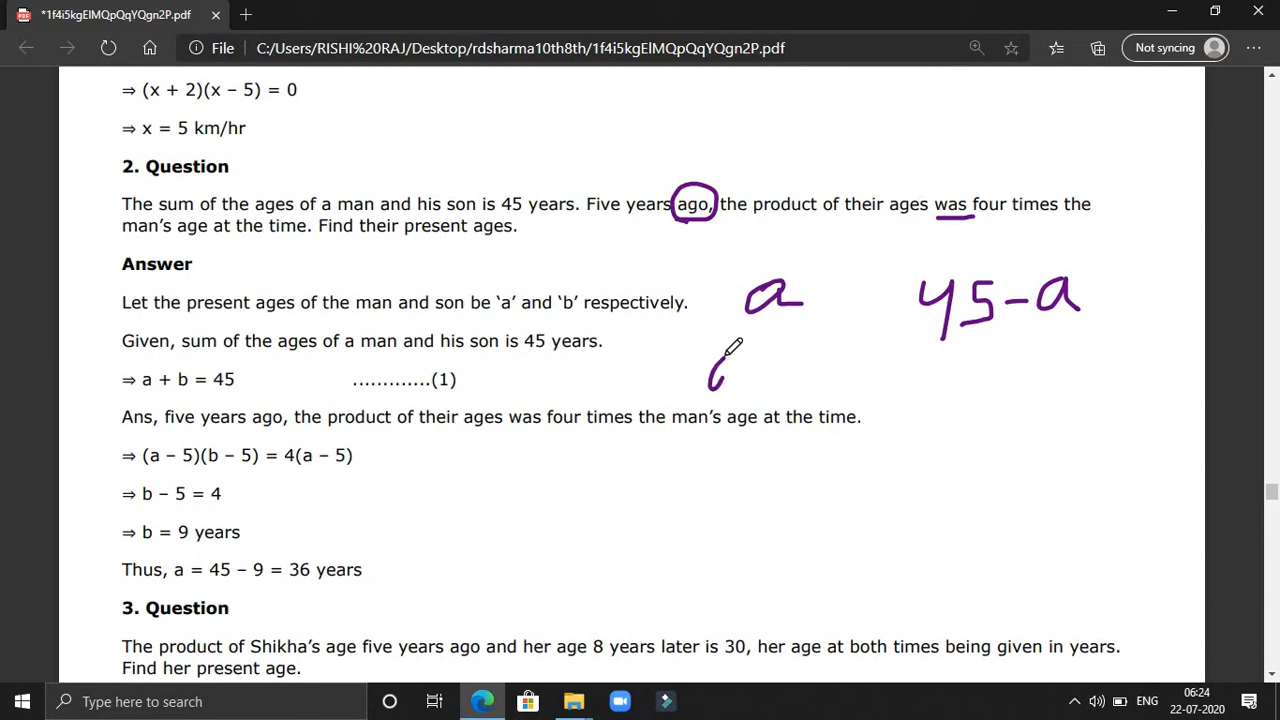 *1f4i5kgElMQpQqYQgn2P.pdf
File C:/Users/RISHI%20RAJ/Desktop/rdsharma10th8th/1f4i5kgElMQpQqYQgn2P.pdf Not syncing
⇒ (x + 2)(x – 5) = 0
⇒ x = 5 km/hr
2. Question
The sum of the ages of a man and his son is 45 years. Five years ago, the product of their ages was four times the
man's age at the time. Find their present ages.
Answer
Let the present ages of the man and son be 'a' and 'b' respectively. a 45-a
Given, sum of the ages of a man and his son is 45 years.
⇒ a + b = 45 .............(1)
Ans, five years ago, the product of their ages was four times the man's age at the time.
⇒ (a – 5)(b – 5) = 4(a – 5)
⇒ b – 5 = 4
⇒ b = 9 years
Thus, a = 45 – 9 = 36 years
3. Question
The product of Shikha's age five years ago and her age 8 years later is 30, her age at both times being given in years.
Find her present age.
Type here to search ENG 06:24
22-07-2020